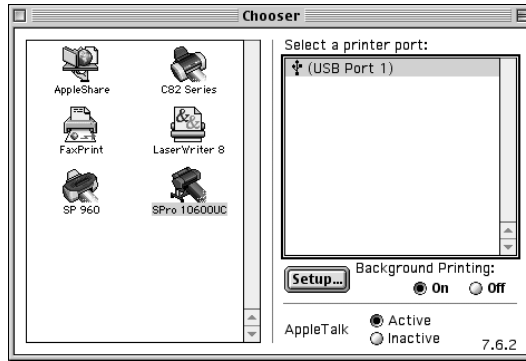 Chooser
Select a printer port:
(USB Port 1)
AppleShare
C82 Series
FaxPrint
LaserWriter 8
SP 960
SPro 10600UC
Setup...
Background Printing:
On Off
AppleTalk
Active
Inactive
7.6.2